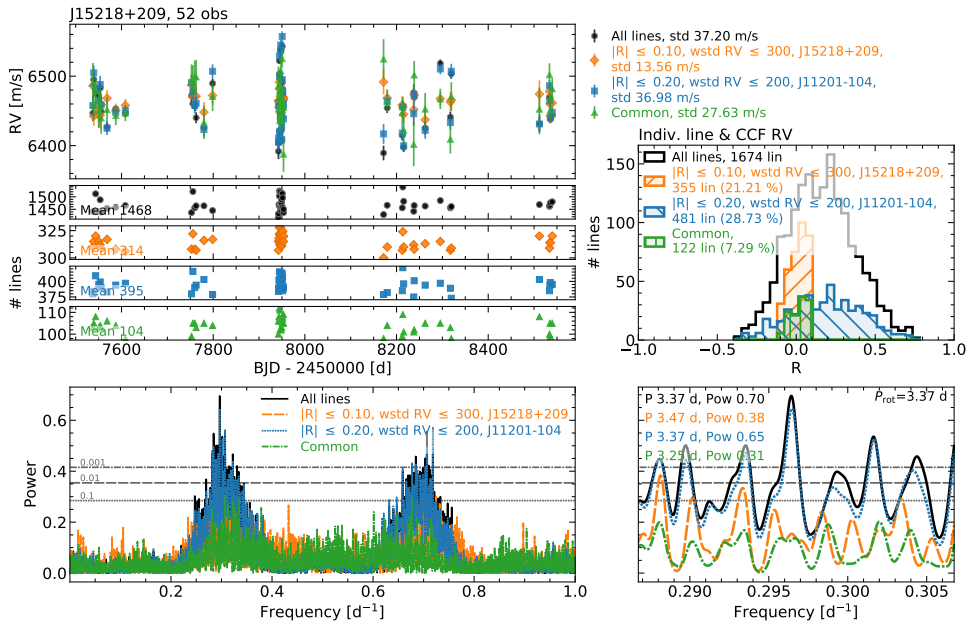 J15218+209, 52 obs
6500
6400
RV [m/s]
All lines, std 37.20 m/s
|R| ≤ 0.10, wstd RV ≤ 300, J15218+209,
std 13.56 m/s
|R| ≤ 0.20, wstd RV ≤ 200, J11201-104,
std 36.98 m/s
Common, std 27.63 m/s
1500
1450
Mean 1468
325
300
Mean 314
400
375
Mean 395
110
100
Mean 104
# lines
7600 7800 8000 8200 8400
BJD - 2450000 [d]
Indiv. line & CCF RV
All lines, 1674 lin
|R| ≤ 0.10, wstd RV ≤ 300, J15218+209,
355 lin (21.21 %)
|R| ≤ 0.20, wstd RV ≤ 200, J11201-104,
481 lin (28.73 %)
Common,
122 lin (7.29 %)
150
100
50
0
# lines
−1.0 −0.5 0.0 0.5 1.0
R
All lines
|R| ≤ 0.10, wstd RV ≤ 300, J15218+209
|R| ≤ 0.20, wstd RV ≤ 200, J11201-104
Common
0.6
0.4
0.2
0.0
Power
0.001
0.01
0.1
0.2 0.4 0.6 0.8 1.0
Frequency [d⁻¹]
P 3.37 d, Pow 0.70
P 3.47 d, Pow 0.38
P 3.37 d, Pow 0.65
P 3.25 d, Pow 0.31
P_rot=3.37 d
0.290 0.295 0.300 0.305
Frequency [d⁻¹]